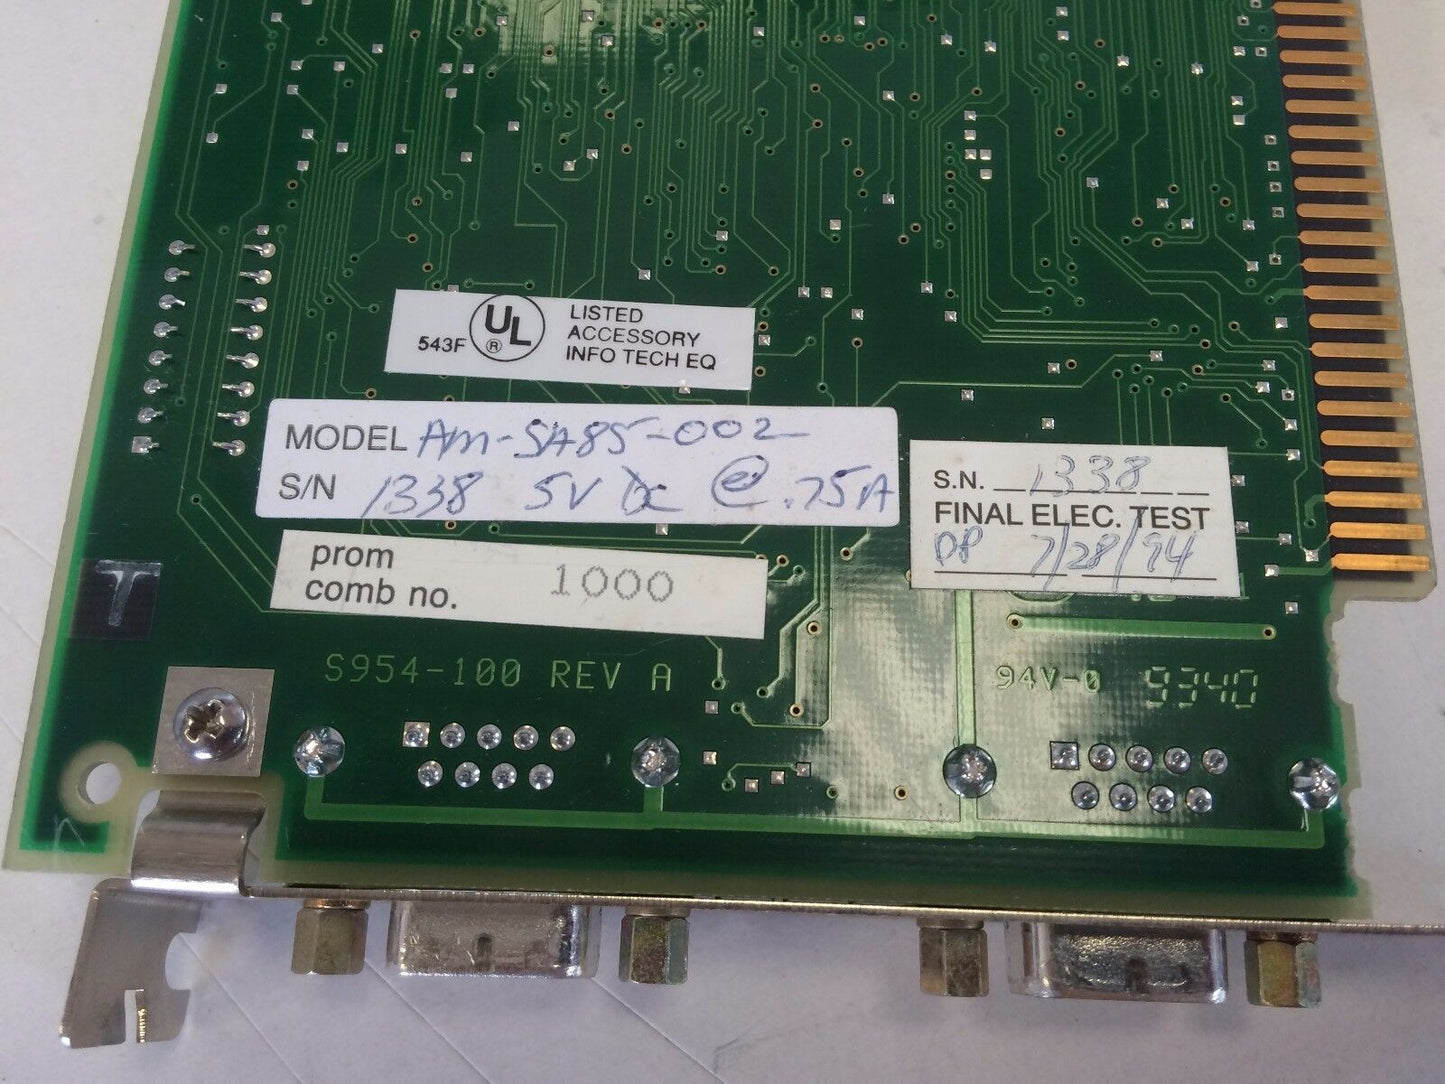 543F UL ® LISTED
ACCESSORY
INFO TECH EQ
MODEL AM-SA85-002
S/N 1338 5V DC @ .75A
S.N. 1338
FINAL ELEC. TEST
DP 7/28/94
prom
comb no. 1000
T
S954-100 REV A
94V-0 9340